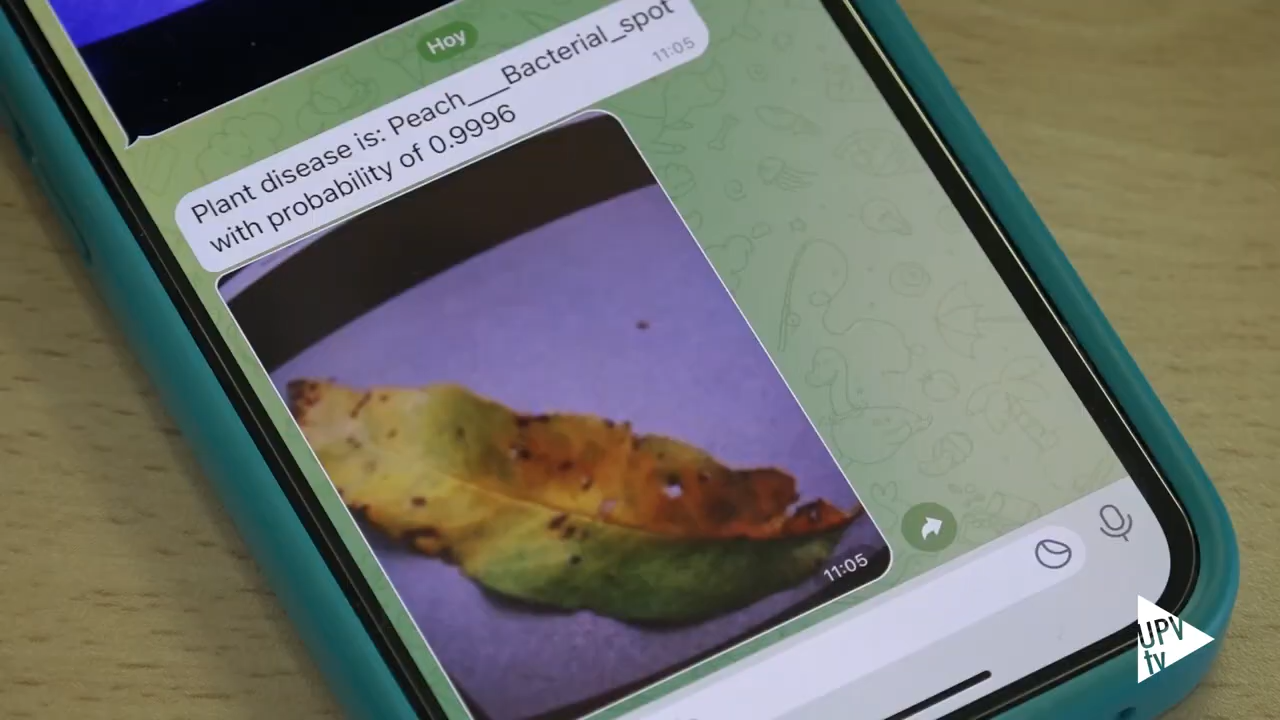 Hoy
Plant disease is: Peach___Bacterial_spot
with probability of 0.9996
11:05
11:05
UPV
tv